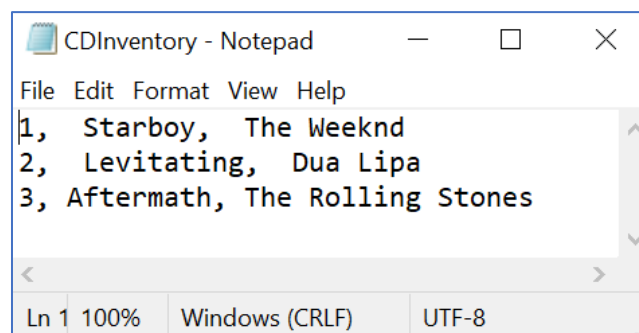 CDInventory - Notepad
File Edit Format View Help
1,  Starboy,  The Weeknd
2,  Levitating,  Dua Lipa
3, Aftermath, The Rolling Stones
Ln 1 100% Windows (CRLF) UTF-8